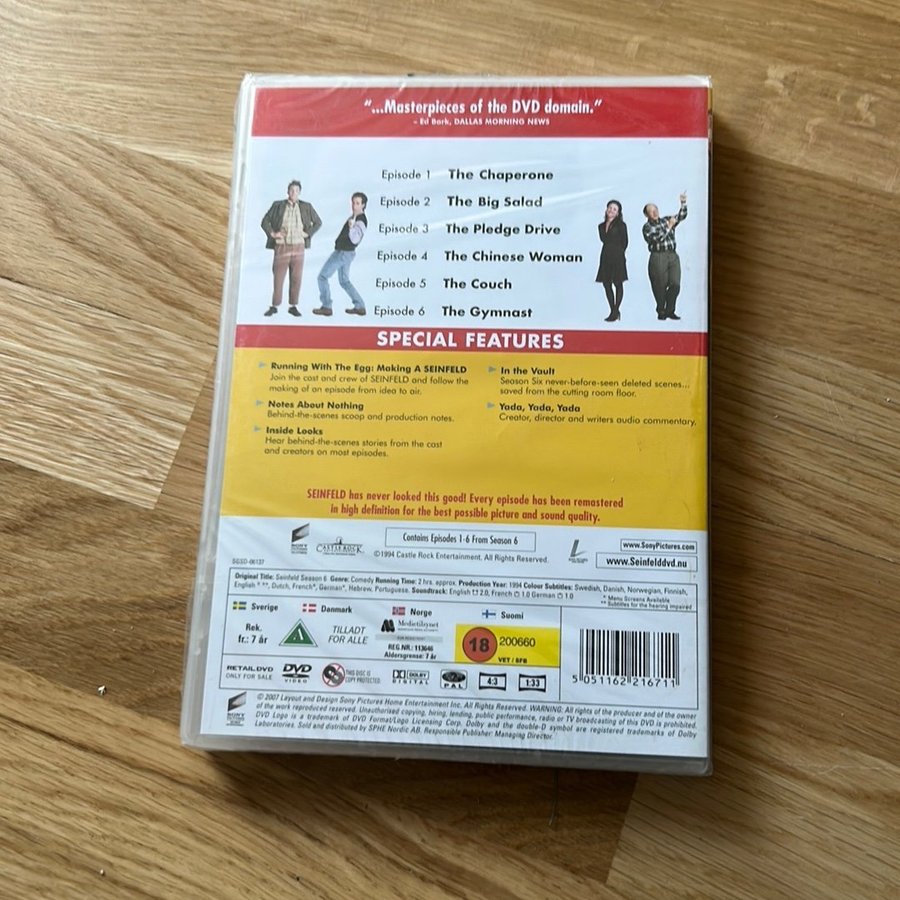 "...Masterpieces of the DVD domain."
– Ed Bark, DALLAS MORNING NEWS
Episode 1 The Chaperone
Episode 2 The Big Salad
Episode 3 The Pledge Drive
Episode 4 The Chinese Woman
Episode 5 The Couch
Episode 6 The Gymnast
SPECIAL FEATURES
Running With The Egg: Making A SEINFELD
Join the cast and crew of SEINFELD and follow the
making of an episode from idea to air.
Notes About Nothing
Behind-the-scenes scoop and production notes.
Inside Looks
Hear behind-the-scenes stories from the cast
and creators on most episodes.
In the Vault
Season Six never-before-seen deleted scenes...
saved from the cutting room floor.
Yada, Yada, Yada
Creator, director and writers audio commentary.
SEINFELD has never looked this good! Every episode has been remastered
in high definition for the best possible picture and sound quality.
SONY
PICTURES
CASTLE ROCK
ENTERTAINMENT
Contains Episodes 1-6 From Season 6
©1994 Castle Rock Entertainment. All Rights Reserved.
www.SonyPictures.com
www.Seinfelddvd.nu
SGSD-06137
Original Title: Seinfeld Season 6 Genre: Comedy Running Time: 2 hrs. approx. Production Year: 1994 Colour Subtitles: Swedish, Danish, Norwegian, Finnish,
English * **, Dutch, French*, German*, Hebrew, Portuguese. Soundtrack: English 2.0, French 1.0 German 1.0
* Menu Screens Available
** Subtitles for the hearing impaired
Sverige
Rek.
fr.: 7 år
Danmark
A
TILLADT
FOR ALLE
Norge
Medietilsynet
REG.NR.: 113646
Aldersgrense: 7 år
Suomi
18 200660
VET / SFB
5 051162 216711
RETAIL DVD
ONLY FOR SALE
DVD
VIDEO
THIS DISC IS
COPY PROTECTED
DOLBY
DIGITAL
PAL
4:3
1:33
© 2007 Layout and Design Sony Pictures Home Entertainment Inc. All Rights Reserved. WARNING: All rights of the producer and of the owner
of the work reproduced reserved. Unauthorised copying, hiring, lending, public performance, radio or TV broadcasting of this DVD is prohibited.
DVD Logo is a trademark of DVD Format/Logo Licensing Corp. Dolby and the double-D symbol are registered trademarks of Dolby
Laboratories. Sold and distributed by SPHE Nordic AB. Responsible Publisher: Managing Director.